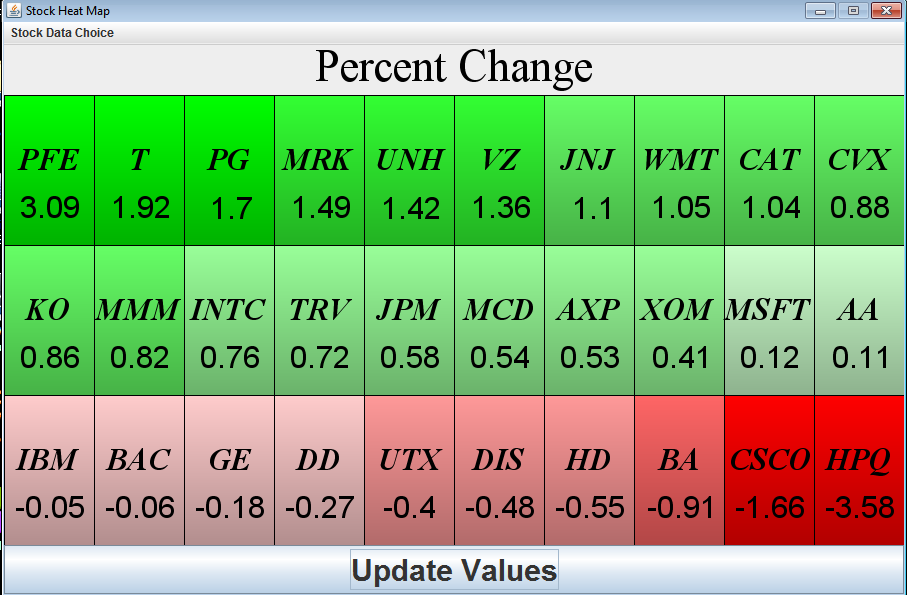 Stock Heat Map
Stock Data Choice
Percent Change
PFE T PG MRK UNH VZ JNJ WMT CAT CVX
3.09 1.92 1.7 1.49 1.42 1.36 1.1 1.05 1.04 0.88
KO MMM INTC TRV JPM MCD AXP XOM MSFT AA
0.86 0.82 0.76 0.72 0.58 0.54 0.53 0.41 0.12 0.11
IBM BAC GE DD UTX DIS HD BA CSCO HPQ
-0.05 -0.06 -0.18 -0.27 -0.4 -0.48 -0.55 -0.91 -1.66 -3.58
Update Values